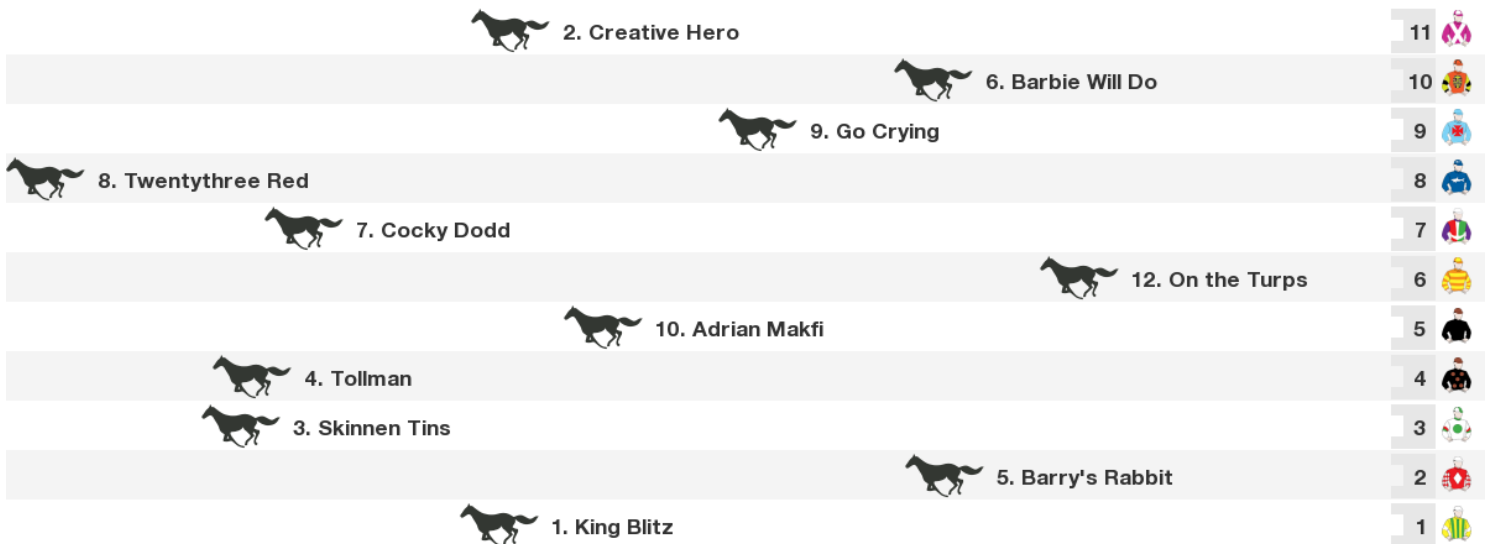 2. Creative Hero 11
6. Barbie Will Do 10
9. Go Crying 9
8. Twentythree Red 8
7. Cocky Dodd 7
12. On the Turps 6
10. Adrian Makfi 5
4. Tollman 4
3. Skinnen Tins 3
5. Barry's Rabbit 2
1. King Blitz 1